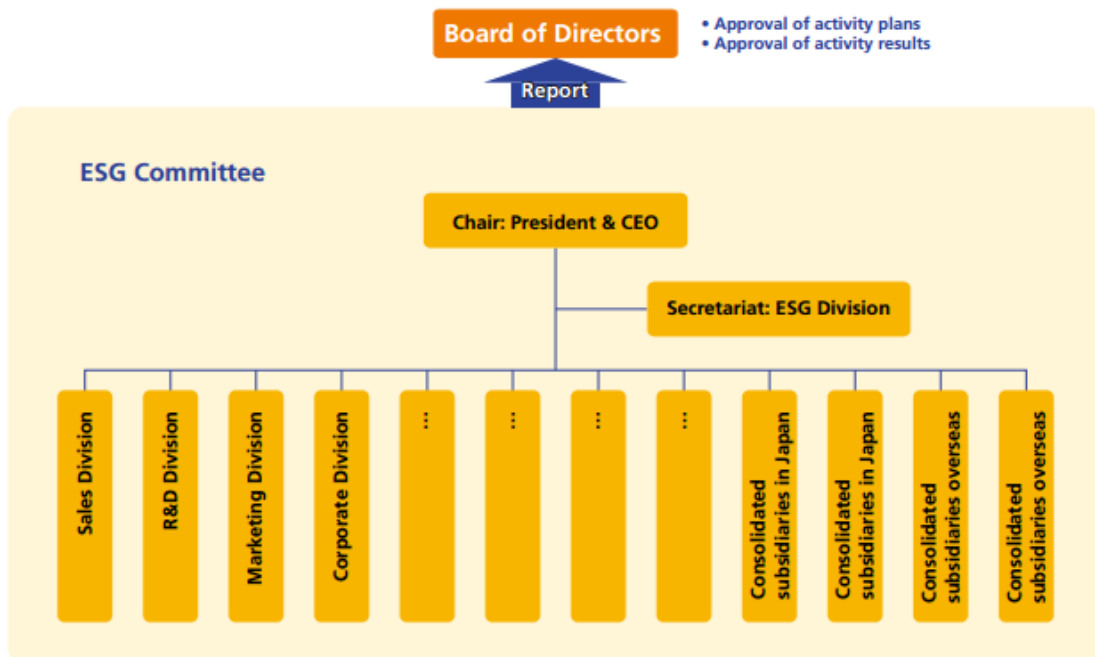 Board of Directors
• Approval of activity plans
• Approval of activity results
Report
ESG Committee
Chair: President & CEO
Secretariat: ESG Division
Sales Division
R&D Division
Marketing Division
Corporate Division
...
...
...
...
Consolidated
subsidiaries in Japan
Consolidated
subsidiaries in Japan
Consolidated
subsidiaries overseas
Consolidated
subsidiaries overseas